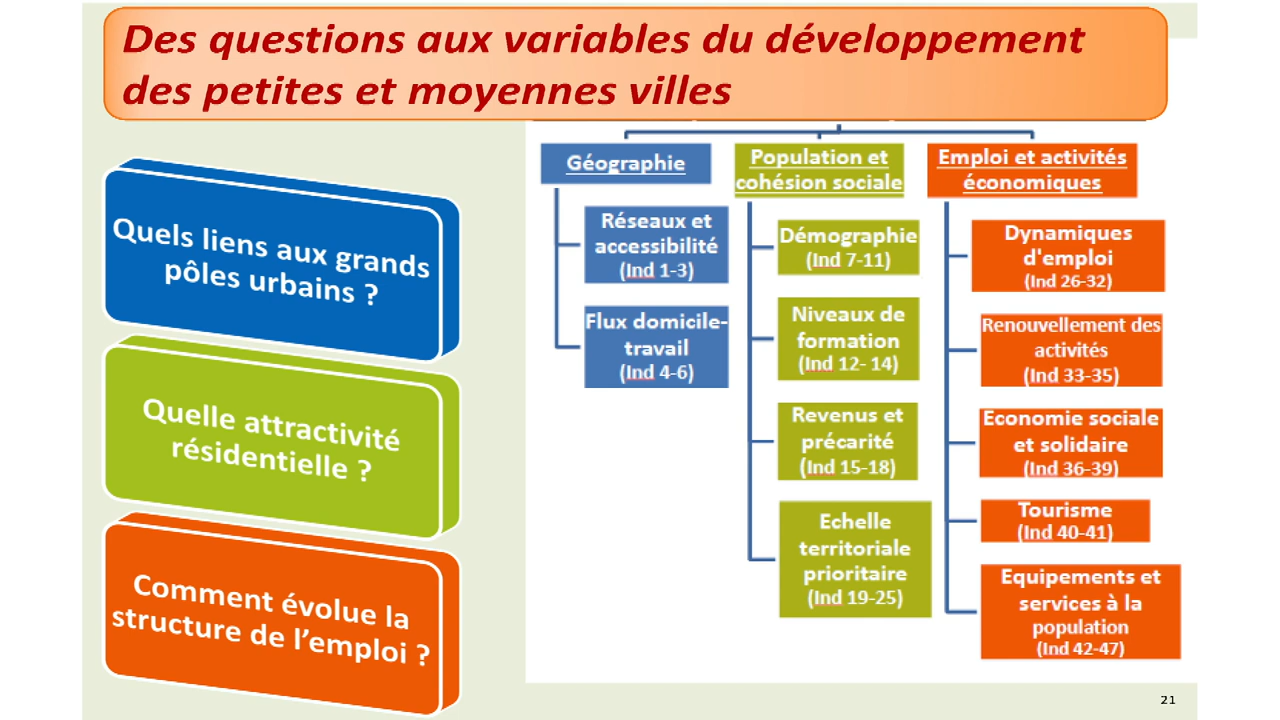 Des questions aux variables du développement
des petites et moyennes villes
Quels liens aux grands
pôles urbains ?
Quelle attractivité
résidentielle ?
Comment évolue la
structure de l'emploi ?
Géographie
Réseaux et
accessibilité
(Ind 1-3)
Flux domicile-
travail
(Ind 4-6)
Population et
cohésion sociale
Démographie
(Ind 7-11)
Niveaux de
formation
(Ind 12- 14)
Revenus et
précarité
(Ind 15-18)
Echelle
territoriale
prioritaire
(Ind 19-25)
Emploi et activités
économiques
Dynamiques
d'emploi
(Ind 26-32)
Renouvellement des
activités
(Ind 33-35)
Economie sociale
et solidaire
(Ind 36-39)
Tourisme
(Ind 40-41)
Equipements et
services à la
population
(Ind 42-47)
21